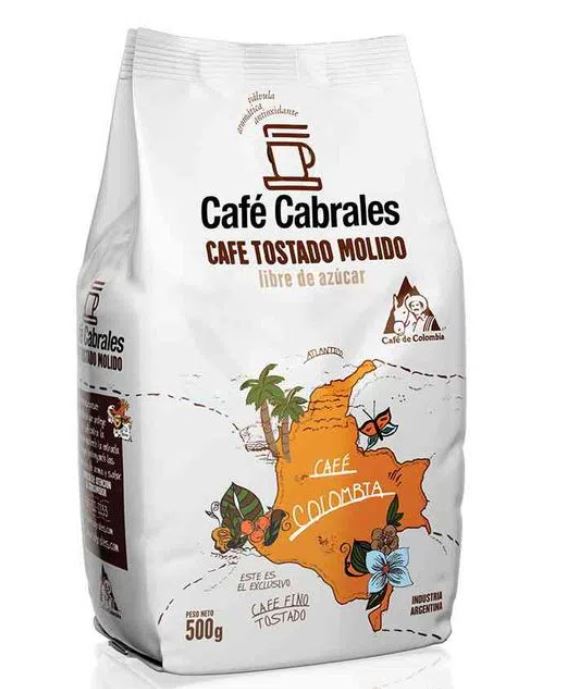 válvula
aromática
antioxidante
Café Cabrales
CAFE TOSTADO MOLIDO
libre de azúcar
Café de Colombia
ATLANTICO
CAFÉ
COLOMBIA
ESTE ES
EL EXCLUSIVO
CAFE FINO
TOSTADO
PESO NETO
500g
INDUSTRIA
ARGENTINA
Cabrales
TOSTADO MOLIDO